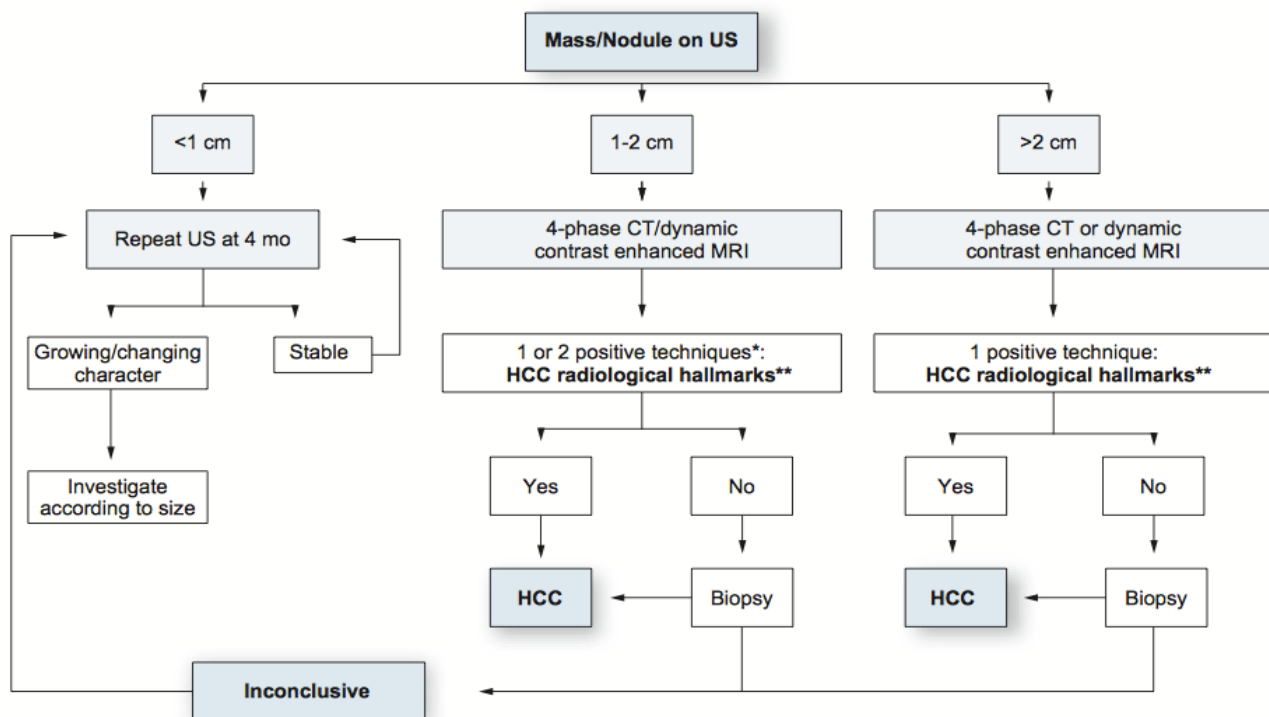 Mass/Nodule on US
<1 cm
1-2 cm
>2 cm
Repeat US at 4 mo
4-phase CT/dynamic
contrast enhanced MRI
4-phase CT or dynamic
contrast enhanced MRI
Growing/changing
character
Stable
1 or 2 positive techniques*:
HCC radiological hallmarks**
1 positive technique:
HCC radiological hallmarks**
Investigate
according to size
Yes
No
Yes
No
HCC
Biopsy
HCC
Biopsy
Inconclusive